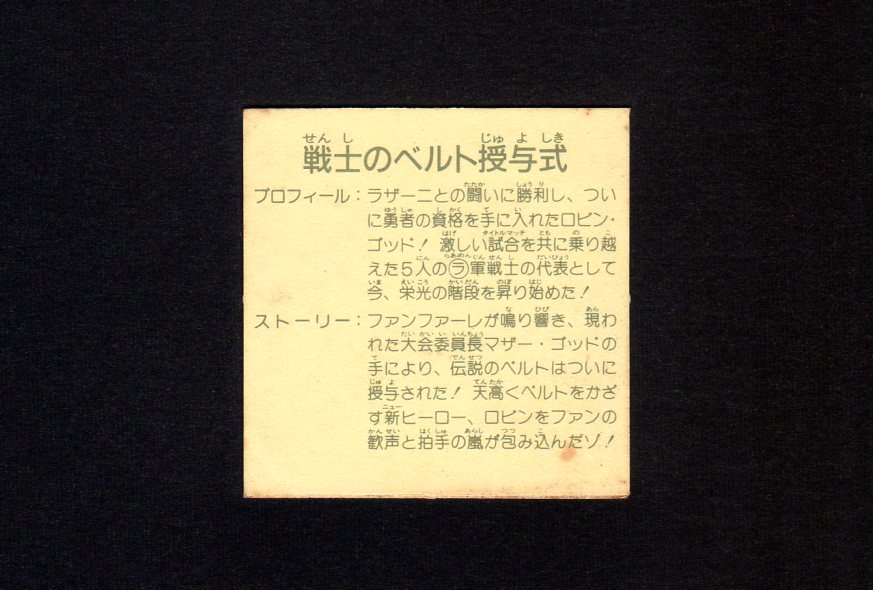 戦士のベルト授与式
プロフィール：ラザーニとの闘いに勝利し、つい
に勇者の資格を手に入れたロビン・
ゴッド！ 激しい試合を共に乗り越
えた5人の㋶軍戦士の代表として
今、栄光の階段を昇り始めた！
ストーリー：ファンファーレが鳴り響き、現わ
れた大会委員長マザー・ゴッドの
手により、伝説のベルトはついに
授与された！ 天高くベルトをかざ
す新ヒーロー、ロビンをファンの
歓声と拍手の嵐が包み込んだゾ！